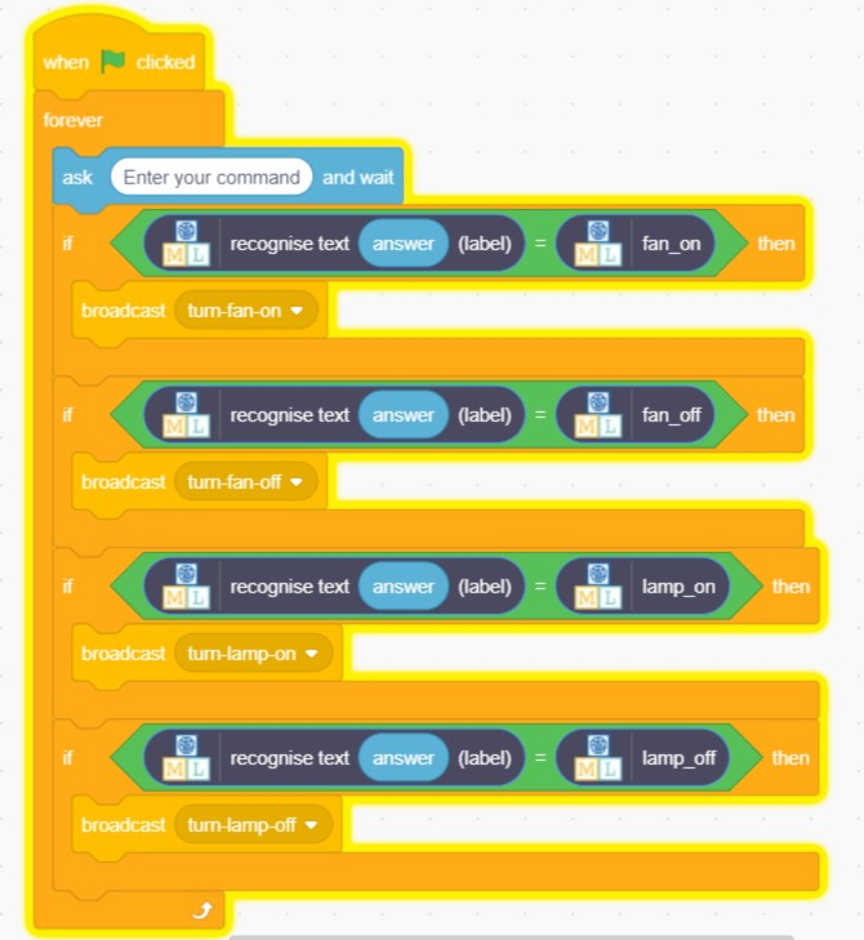 when clicked
forever
ask Enter your command and wait
if ML recognise text answer (label) = ML fan_on then
broadcast turn-fan-on
if ML recognise text answer (label) = ML fan_off then
broadcast turn-fan-off
if ML recognise text answer (label) = ML lamp_on then
broadcast turn-lamp-on
if ML recognise text answer (label) = ML lamp_off then
broadcast turn-lamp-off